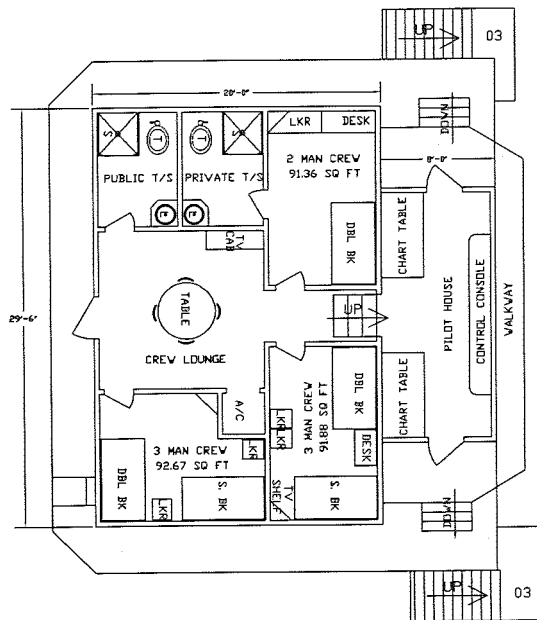 UP
03
20'-0"
DOWN
LKR
DESK
S
T
T
S
PUBLIC T/S
PRIVATE T/S
2 MAN CREW
91.36 SQ FT
8'-0"
DBL BK
CHART TABLE
TV
CAB
TABLE
UP
PILOT HOUSE
CONTROL CONSOLE
WALKWAY
29'-6"
CREW LOUNGE
A/C
LKR
LKR
3 MAN CREW
91.88 SQ FT
DBL BK
CHART TABLE
DESK
3 MAN CREW
92.67 SQ FT
LKR
DBL BK
LKR
S. BK
TV
SHELF
S. BK
DOWN
UP
03